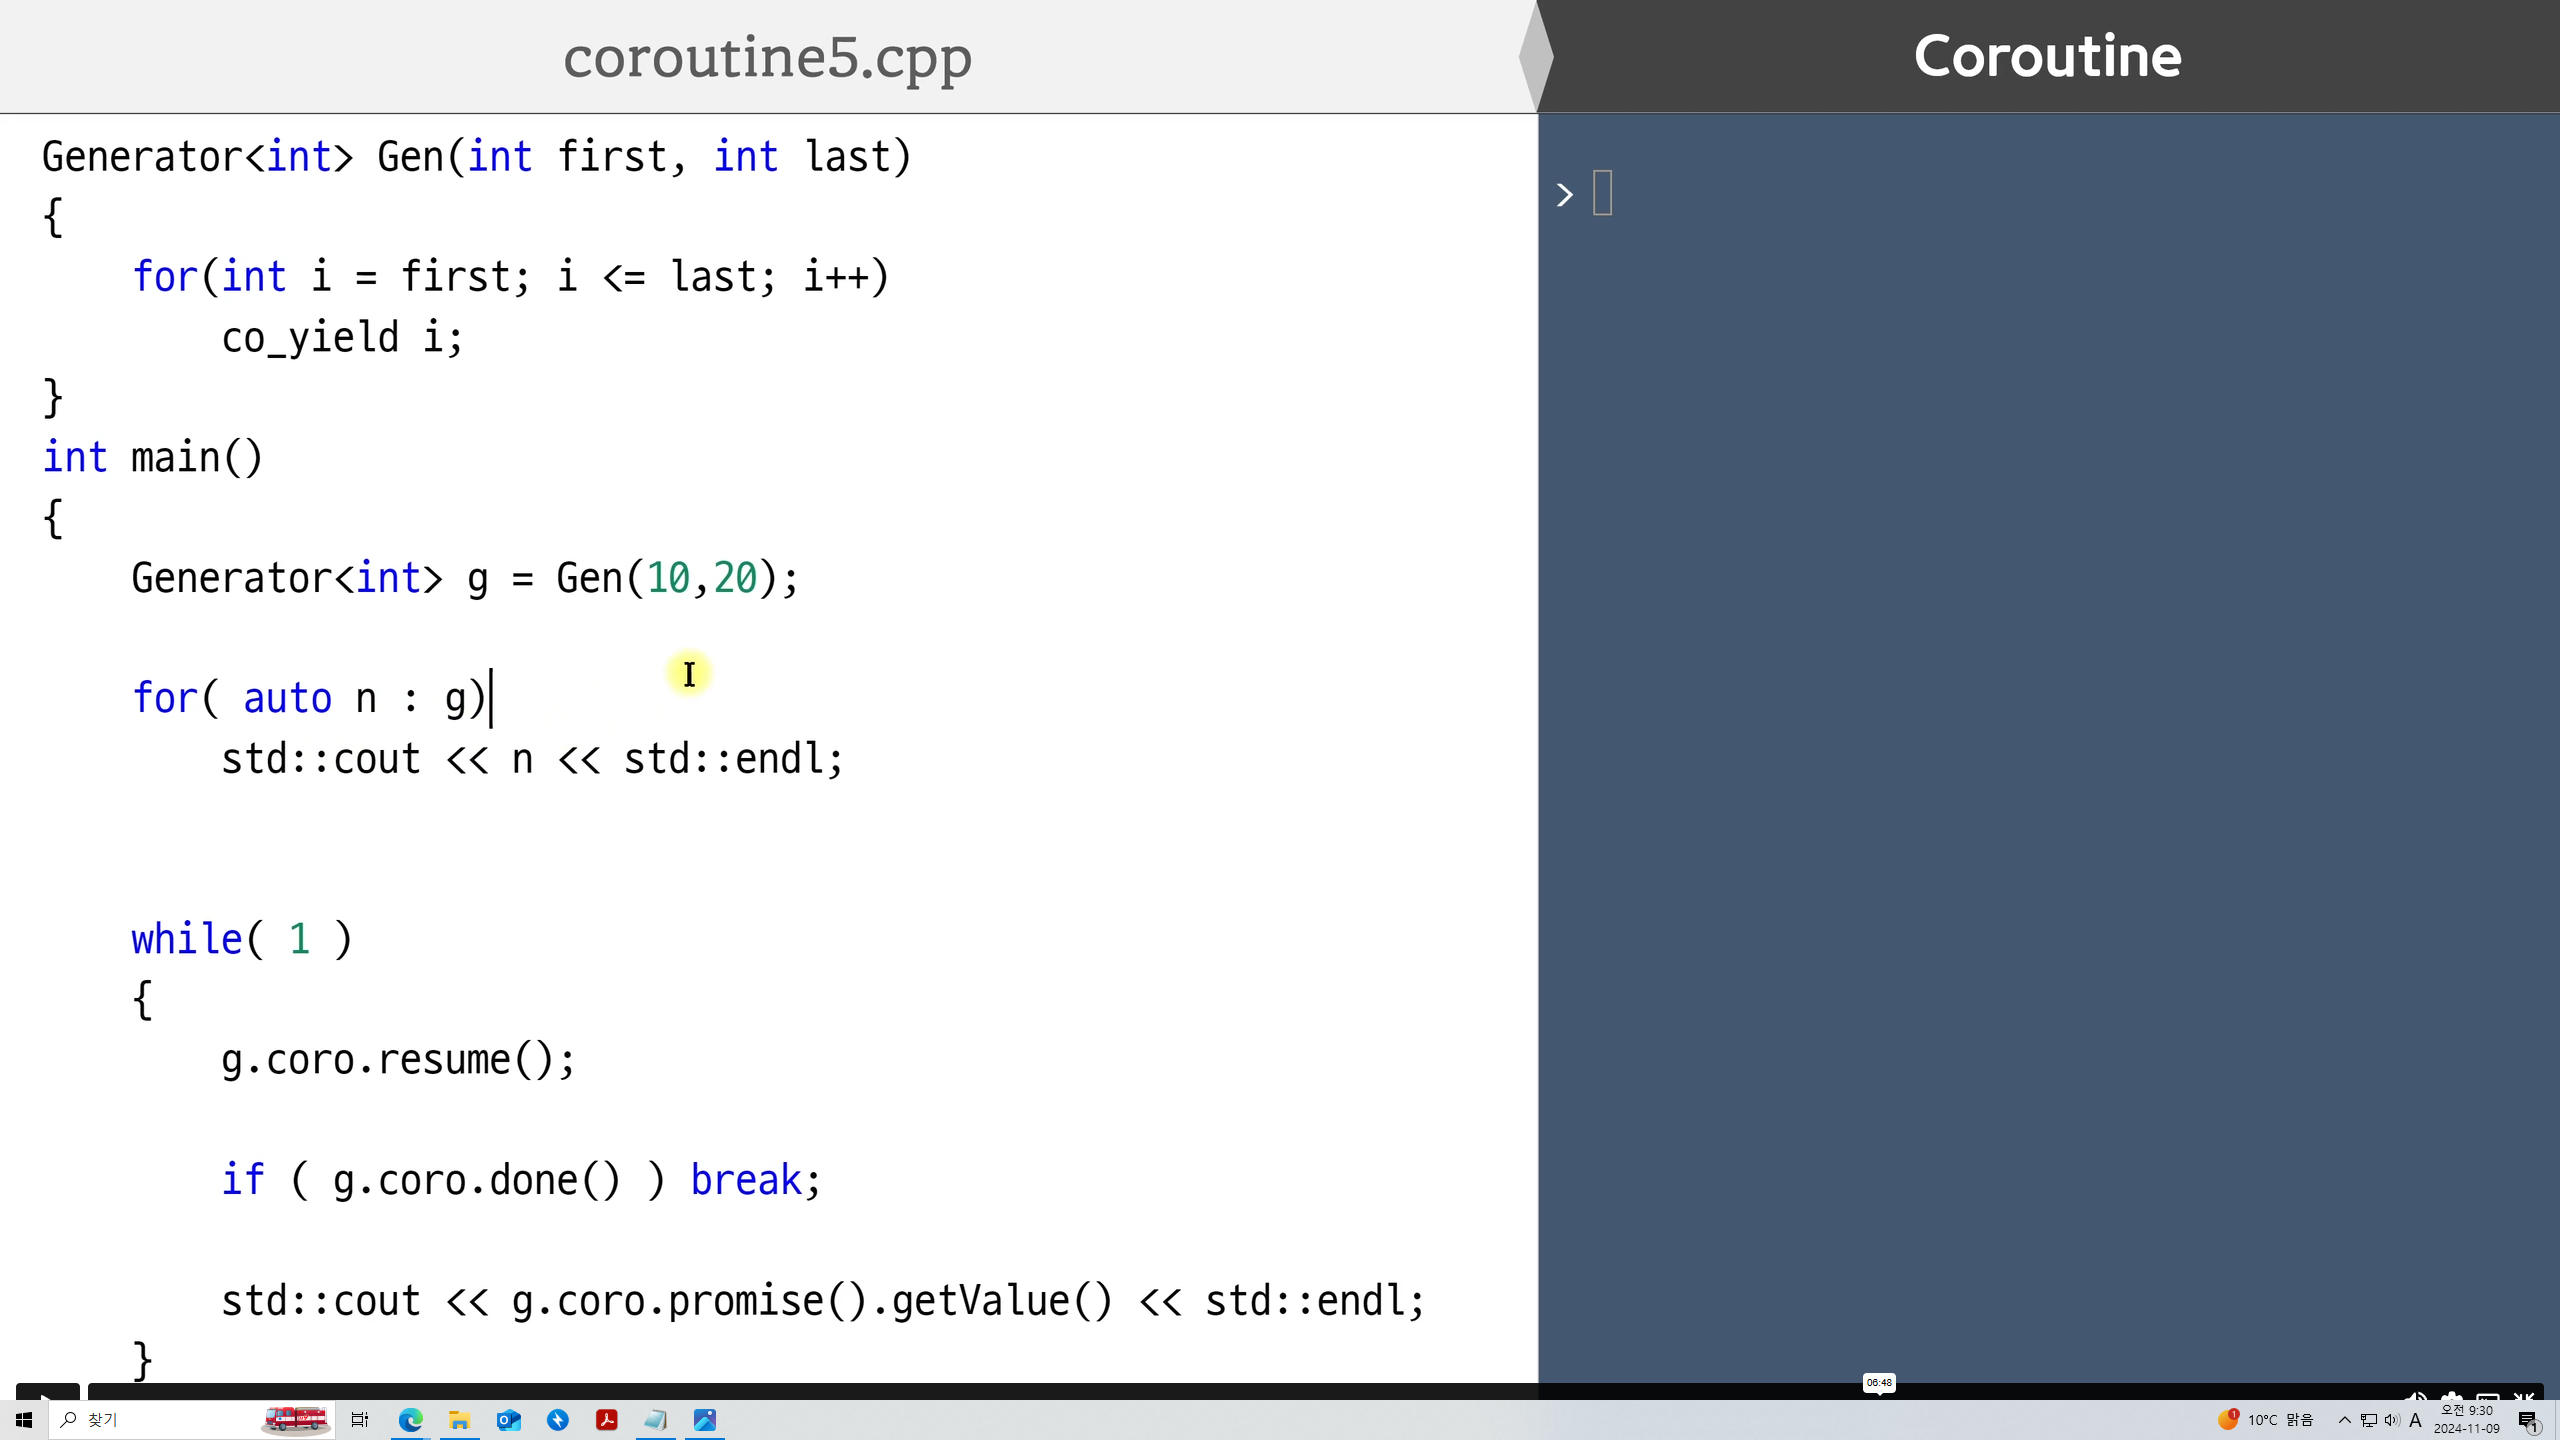 coroutine5.cpp
Coroutine
Generator<int> Gen(int first, int last)
{
for(int i = first; i <= last; i++)
co_yield i;
}
int main()
{
Generator<int> g = Gen(10,20);
for( auto n : g)
std::cout << n << std::endl;
while( 1 )
{
g.coro.resume();
if ( g.coro.done() ) break;
std::cout << g.coro.promise().getValue() << std::endl;
}
>
06:48
찾기
1
10°C 맑음
A
오전 9:30
2024-11-09
1